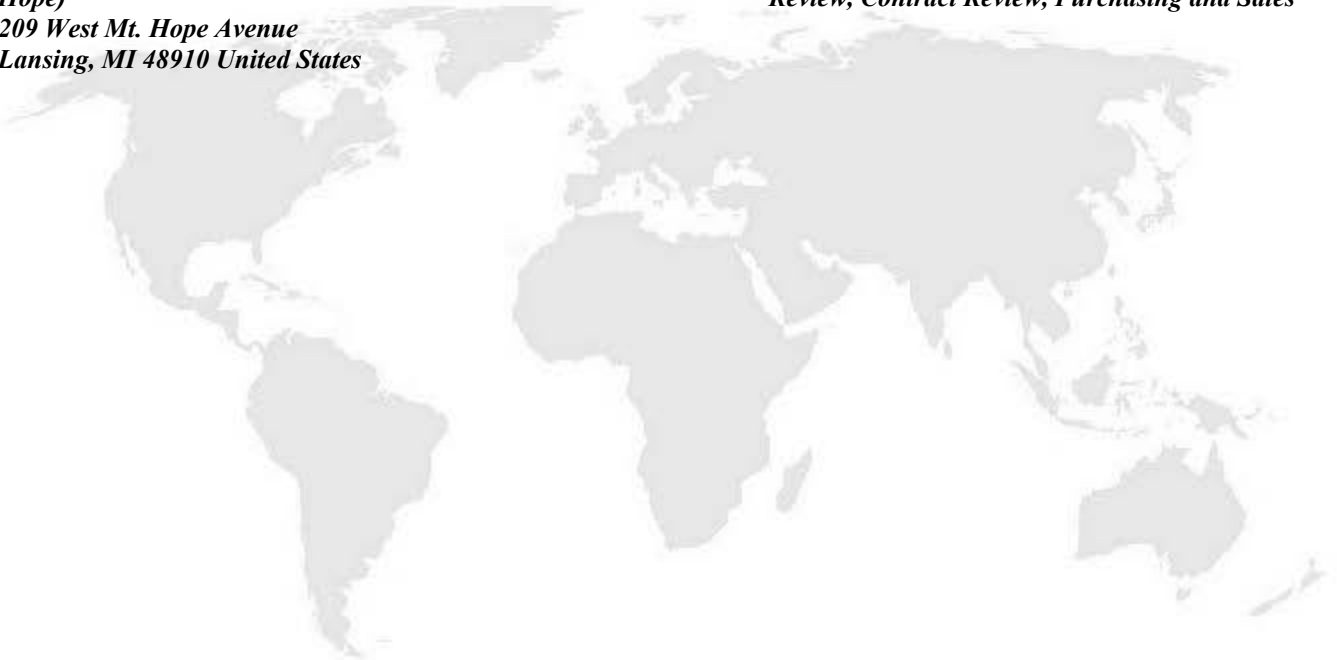 Hope)
209 West Mt. Hope Avenue
Lansing, MI 48910 United States
Review, Contract Review, Purchasing and Sales